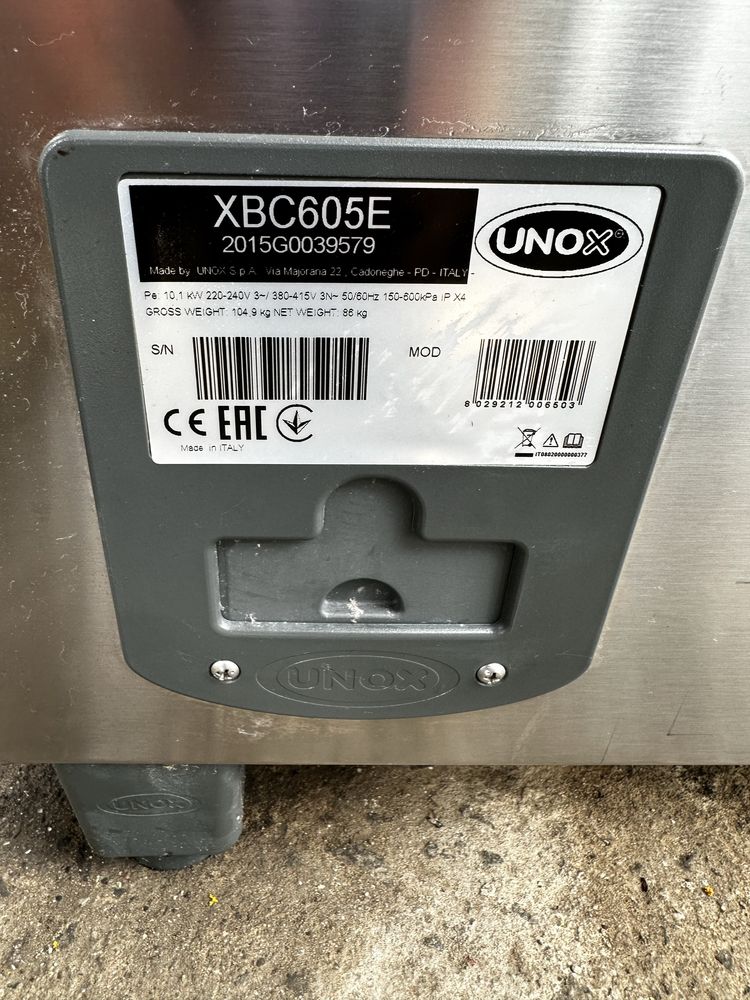 XBC605E
2015G0039579
UNOX
Made by: UNOX S.p.A. Via Majorana 22, Cadoneghe - PD - ITALY -
Pe: 10,1 kW 220-240V 3~/ 380-415V 3N~ 50/60Hz 150-600kPa IP X4
GROSS WEIGHT: 104,9 kg NET WEIGHT: 86 kg
S/N
MOD
8 029212 006503
CE EAC
Made in ITALY
IT08020000000377
UNOX
UNOX